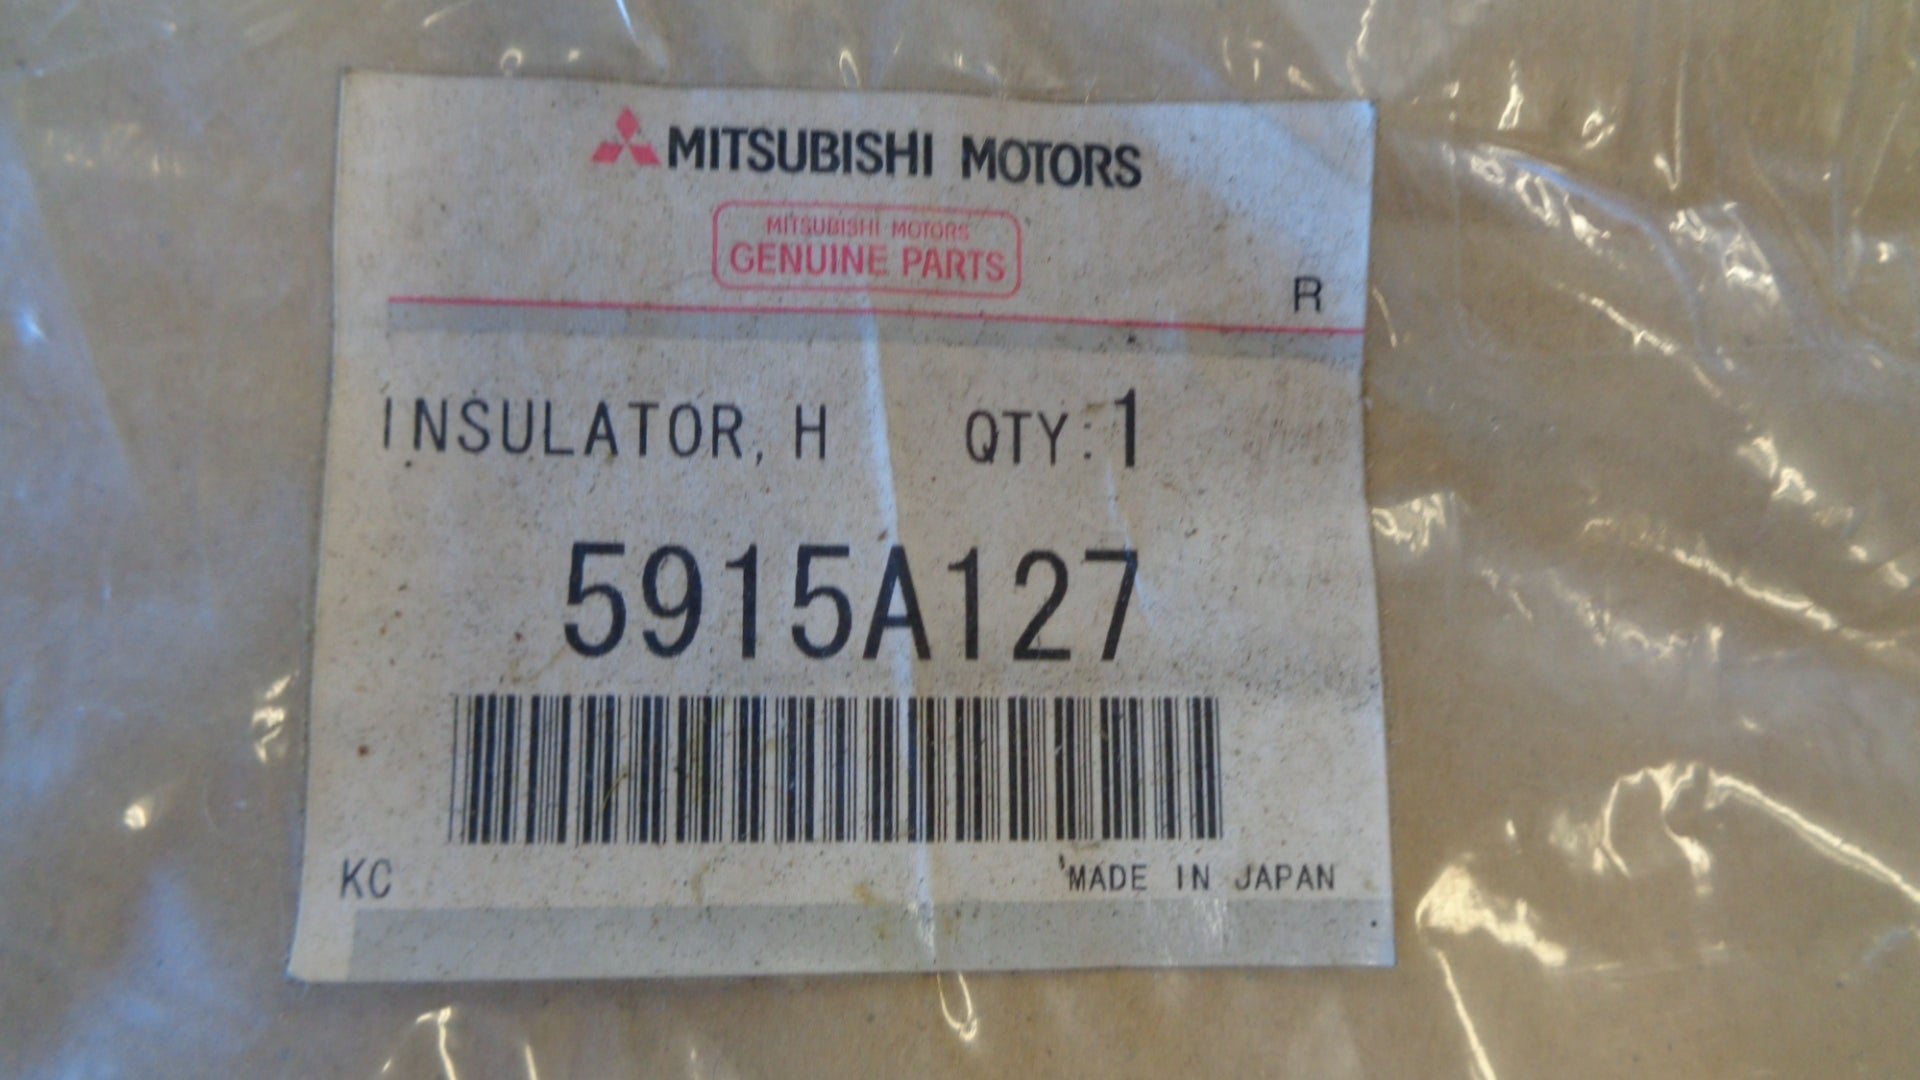 MITSUBISHI MOTORS
MITSUBISHI MOTORS
GENUINE PARTS
R
INSULATOR, H QTY:1
5915A127
KC MADE IN JAPAN